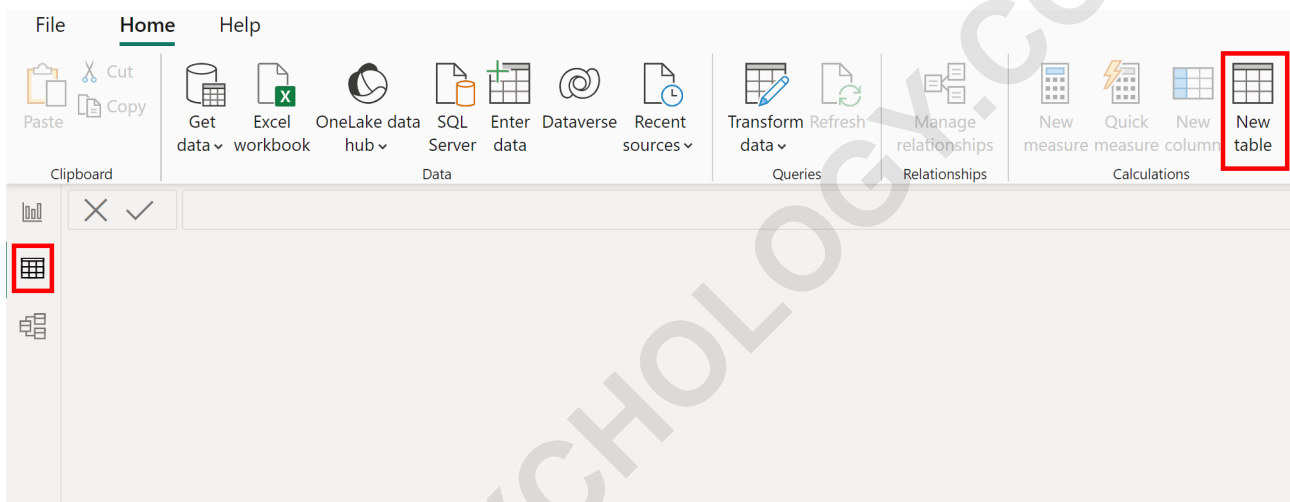 File Home Help
Cut
Copy
Paste
Get data
Excel workbook
OneLake data hub
SQL Server
Enter data
Dataverse
Recent sources
Transform data
Refresh
Manage relationships
New measure
Quick measure
New column
New table
Clipboard Data Queries Relationships Calculations
YCHOLOGY.CO